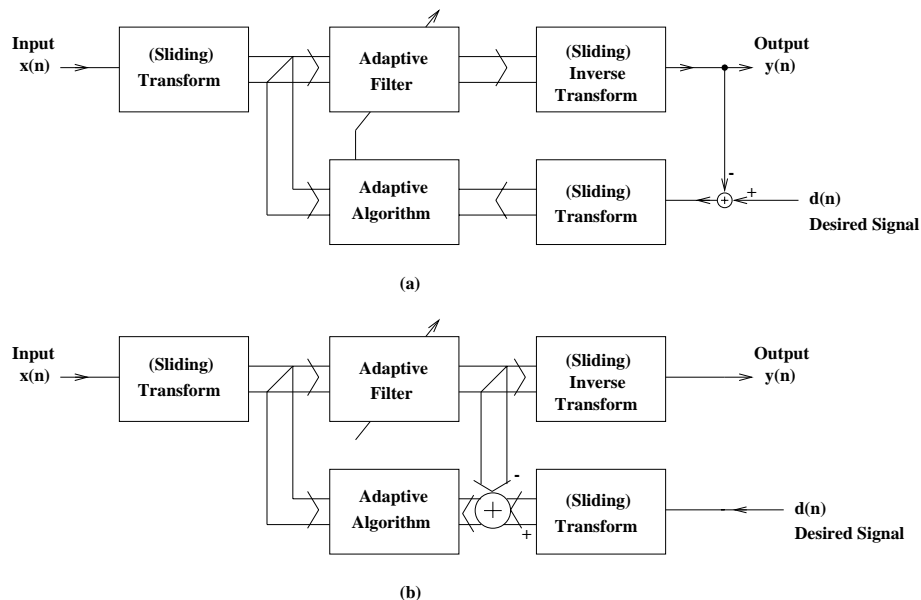 Input
x(n)
(Sliding)
Transform
Adaptive
Filter
(Sliding)
Inverse
Transform
Output
y(n)
Adaptive
Algorithm
(Sliding)
Transform
-
+
+
d(n)
Desired Signal
(a)
Input
x(n)
(Sliding)
Transform
Adaptive
Filter
(Sliding)
Inverse
Transform
Output
y(n)
Adaptive
Algorithm
-
+
+
(Sliding)
Transform
d(n)
Desired Signal
(b)